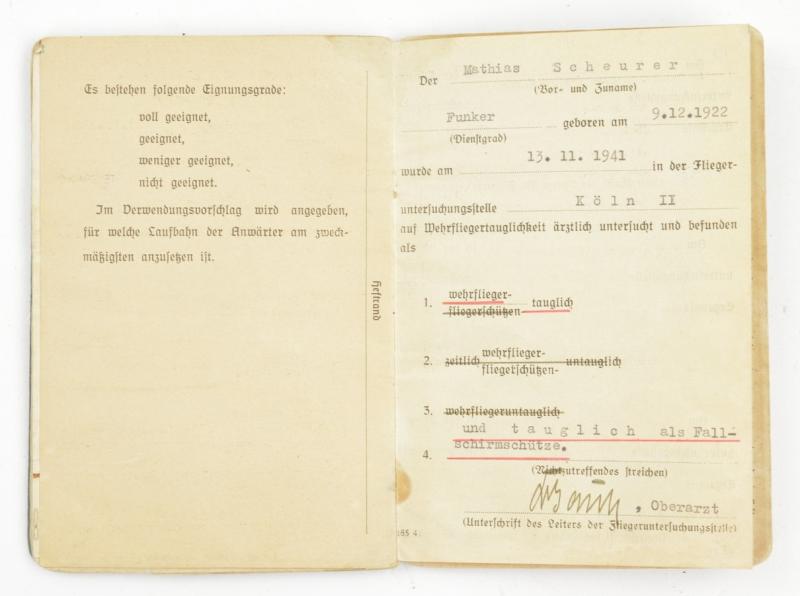 Es bestehen folgende Eignungsgrade:
voll geeignet,
geeignet,
weniger geeignet,
nicht geeignet.
Im Verwendungsvorschlag wird angegeben,
für welche Laufbahn der Anwärter am zweck-
mäßigsten anzusetzen ist.
Heftrand
Der Mathias Scheurer
(Vor- und Zuname)
Funker geboren am 9.12.1922
(Dienstgrad)
wurde am 13. 11. 1941 in der Flieger-
untersuchungsstelle Köln II
auf Wehrfliegertauglichkeit ärztlich untersucht und befunden
als
1. wehrflieger- tauglich
fliegerschützen
2. zeitlich wehrflieger- untauglich
fliegerschützen-
3. wehrfliegeruntauglich
und tauglich als Fall-
4. schirmschütze.
(Nichtzutreffendes streichen)
, Oberarzt
(Unterschrift des Leiters der Fliegeruntersuchungsstelle)